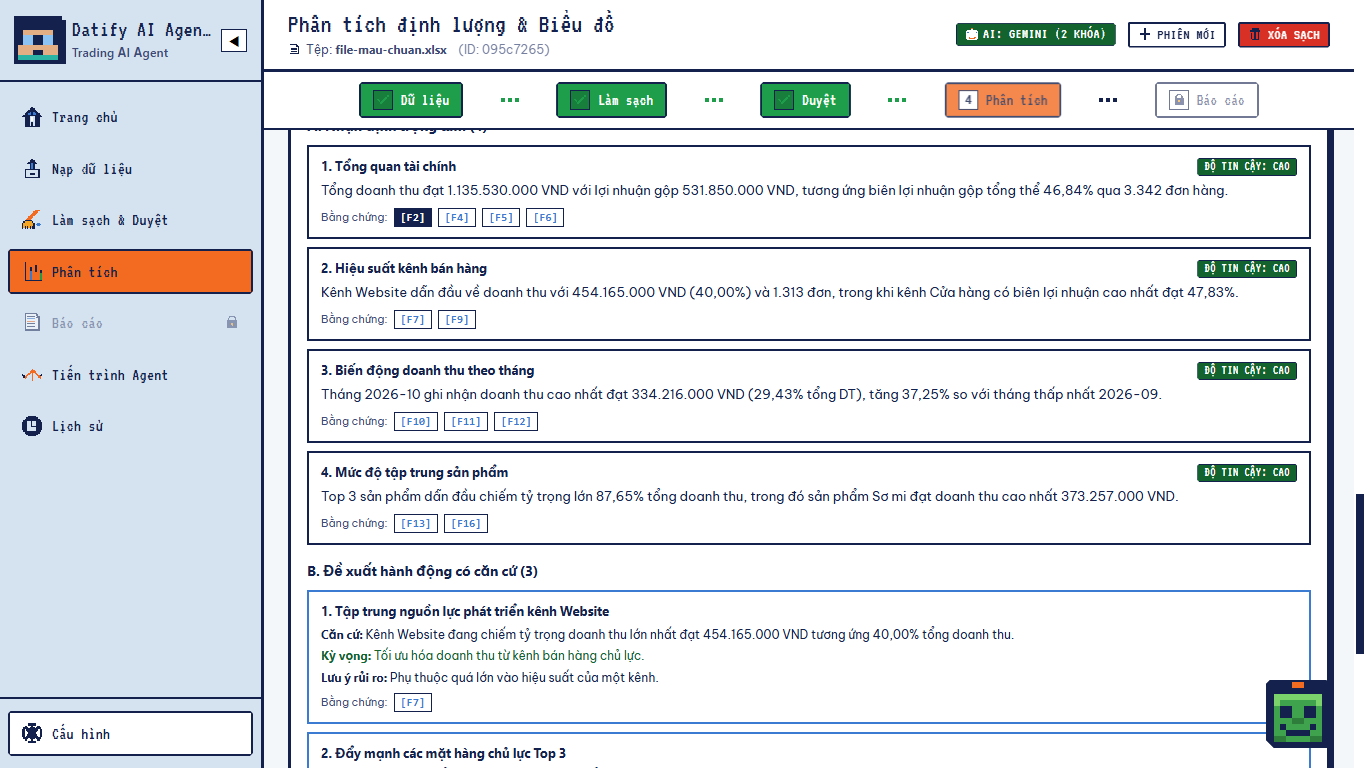 Datify AI Agen…
Trading AI Agent
Trang chủ
Nạp dữ liệu
Làm sạch & Duyệt
Phân tích
Báo cáo
Tiến trình Agent
Lịch sử
Cấu hình
Phân tích định lượng & Biểu đồ
Tệp: file-mau-chuan.xlsx (ID: 095c7265)
AI: GEMINI (2 KHÓA)
PHIÊN MỚI
XÓA SẠCH
Dữ liệu
Làm sạch
Duyệt
4 Phân tích
Báo cáo
1. Tổng quan tài chính
ĐỘ TIN CẬY: CAO
Tổng doanh thu đạt 1.135.530.000 VND với lợi nhuận gộp 531.850.000 VND, tương ứng biên lợi nhuận gộp tổng thể 46,84% qua 3.342 đơn hàng.
Bằng chứng: [F2] [F4] [F5] [F6]
2. Hiệu suất kênh bán hàng
ĐỘ TIN CẬY: CAO
Kênh Website dẫn đầu về doanh thu với 454.165.000 VND (40,00%) và 1.313 đơn, trong khi kênh Cửa hàng có biên lợi nhuận cao nhất đạt 47,83%.
Bằng chứng: [F7] [F9]
3. Biến động doanh thu theo tháng
ĐỘ TIN CẬY: CAO
Tháng 2026-10 ghi nhận doanh thu cao nhất đạt 334.216.000 VND (29,43% tổng DT), tăng 37,25% so với tháng thấp nhất 2026-09.
Bằng chứng: [F10] [F11] [F12]
4. Mức độ tập trung sản phẩm
ĐỘ TIN CẬY: CAO
Top 3 sản phẩm dẫn đầu chiếm tỷ trọng lớn 87,65% tổng doanh thu, trong đó sản phẩm Sơ mi đạt doanh thu cao nhất 373.257.000 VND.
Bằng chứng: [F13] [F16]
B. Đề xuất hành động có căn cứ (3)
1. Tập trung nguồn lực phát triển kênh Website
Căn cứ: Kênh Website đang chiếm tỷ trọng doanh thu lớn nhất đạt 454.165.000 VND tương ứng 40,00% tổng doanh thu.
Kỳ vọng: Tối ưu hóa doanh thu từ kênh bán hàng chủ lực.
Lưu ý rủi ro: Phụ thuộc quá lớn vào hiệu suất của một kênh.
Bằng chứng: [F7]
2. Đẩy mạnh các mặt hàng chủ lực Top 3